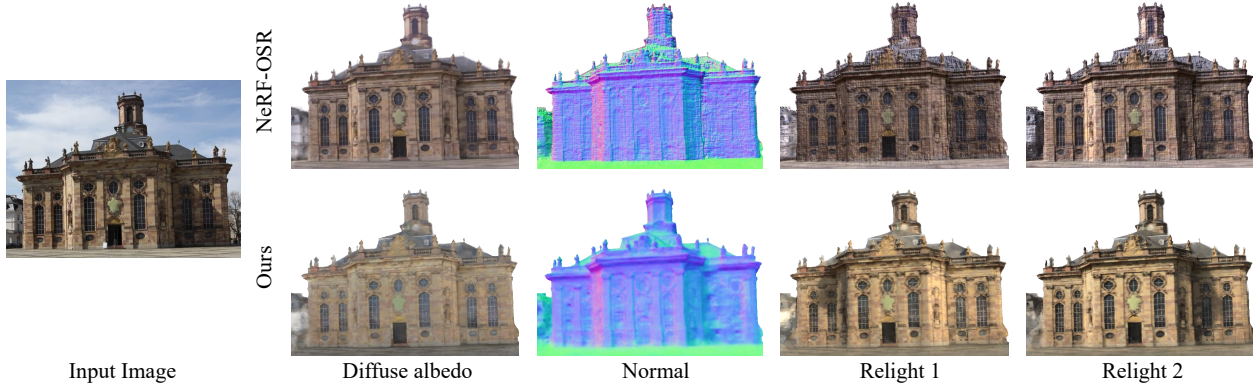 NeRF-OSR
Ours
Input Image
Diffuse albedo
Normal
Relight 1
Relight 2